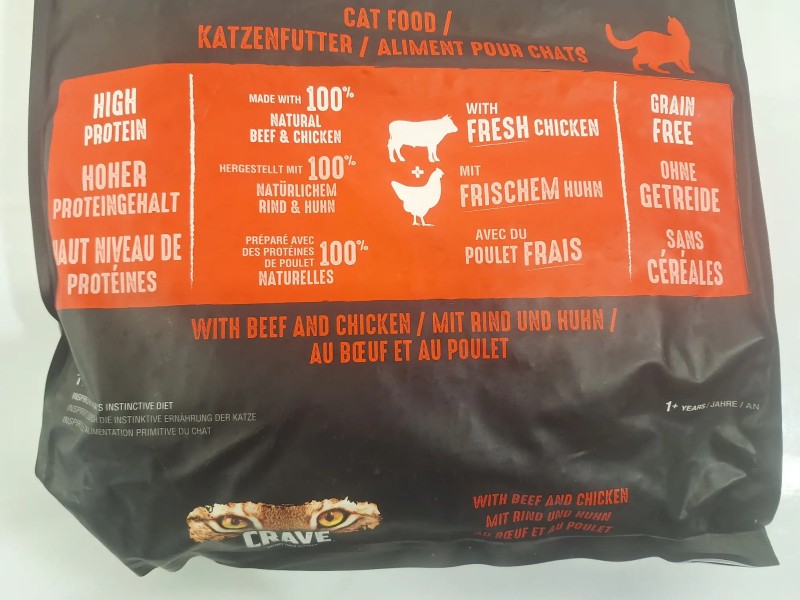 CAT FOOD /
KATZENFUTTER / ALIMENT POUR CHATS
HIGH
PROTEIN
HOHER
PROTEINGEHALT
HAUT NIVEAU DE
PROTÉINES
MADE WITH 100%
NATURAL
BEEF & CHICKEN
HERGESTELLT MIT 100%
NATÜRLICHEM
RIND & HUHN
PRÉPARÉ AVEC
DES PROTÉINES
DE POULET 100%
NATURELLES
WITH
FRESH CHICKEN
MIT
FRISCHEM HUHN
AVEC DU
POULET FRAIS
GRAIN
FREE
OHNE
GETREIDE
SANS
CÉRÉALES
WITH BEEF AND CHICKEN / MIT RIND UND HUHN /
AU BŒUF ET AU POULET
INSTINCTIVE DIET
DIE INSTINKTIVE ERNÄHRUNG DER KATZE
ALIMENTATION PRIMITIVE DU CHAT
1+ YEARS / JAHRE / AN
CRAVE
WITH BEEF AND CHICKEN
MIT RIND UND HUHN
AU BŒUF ET AU POULET